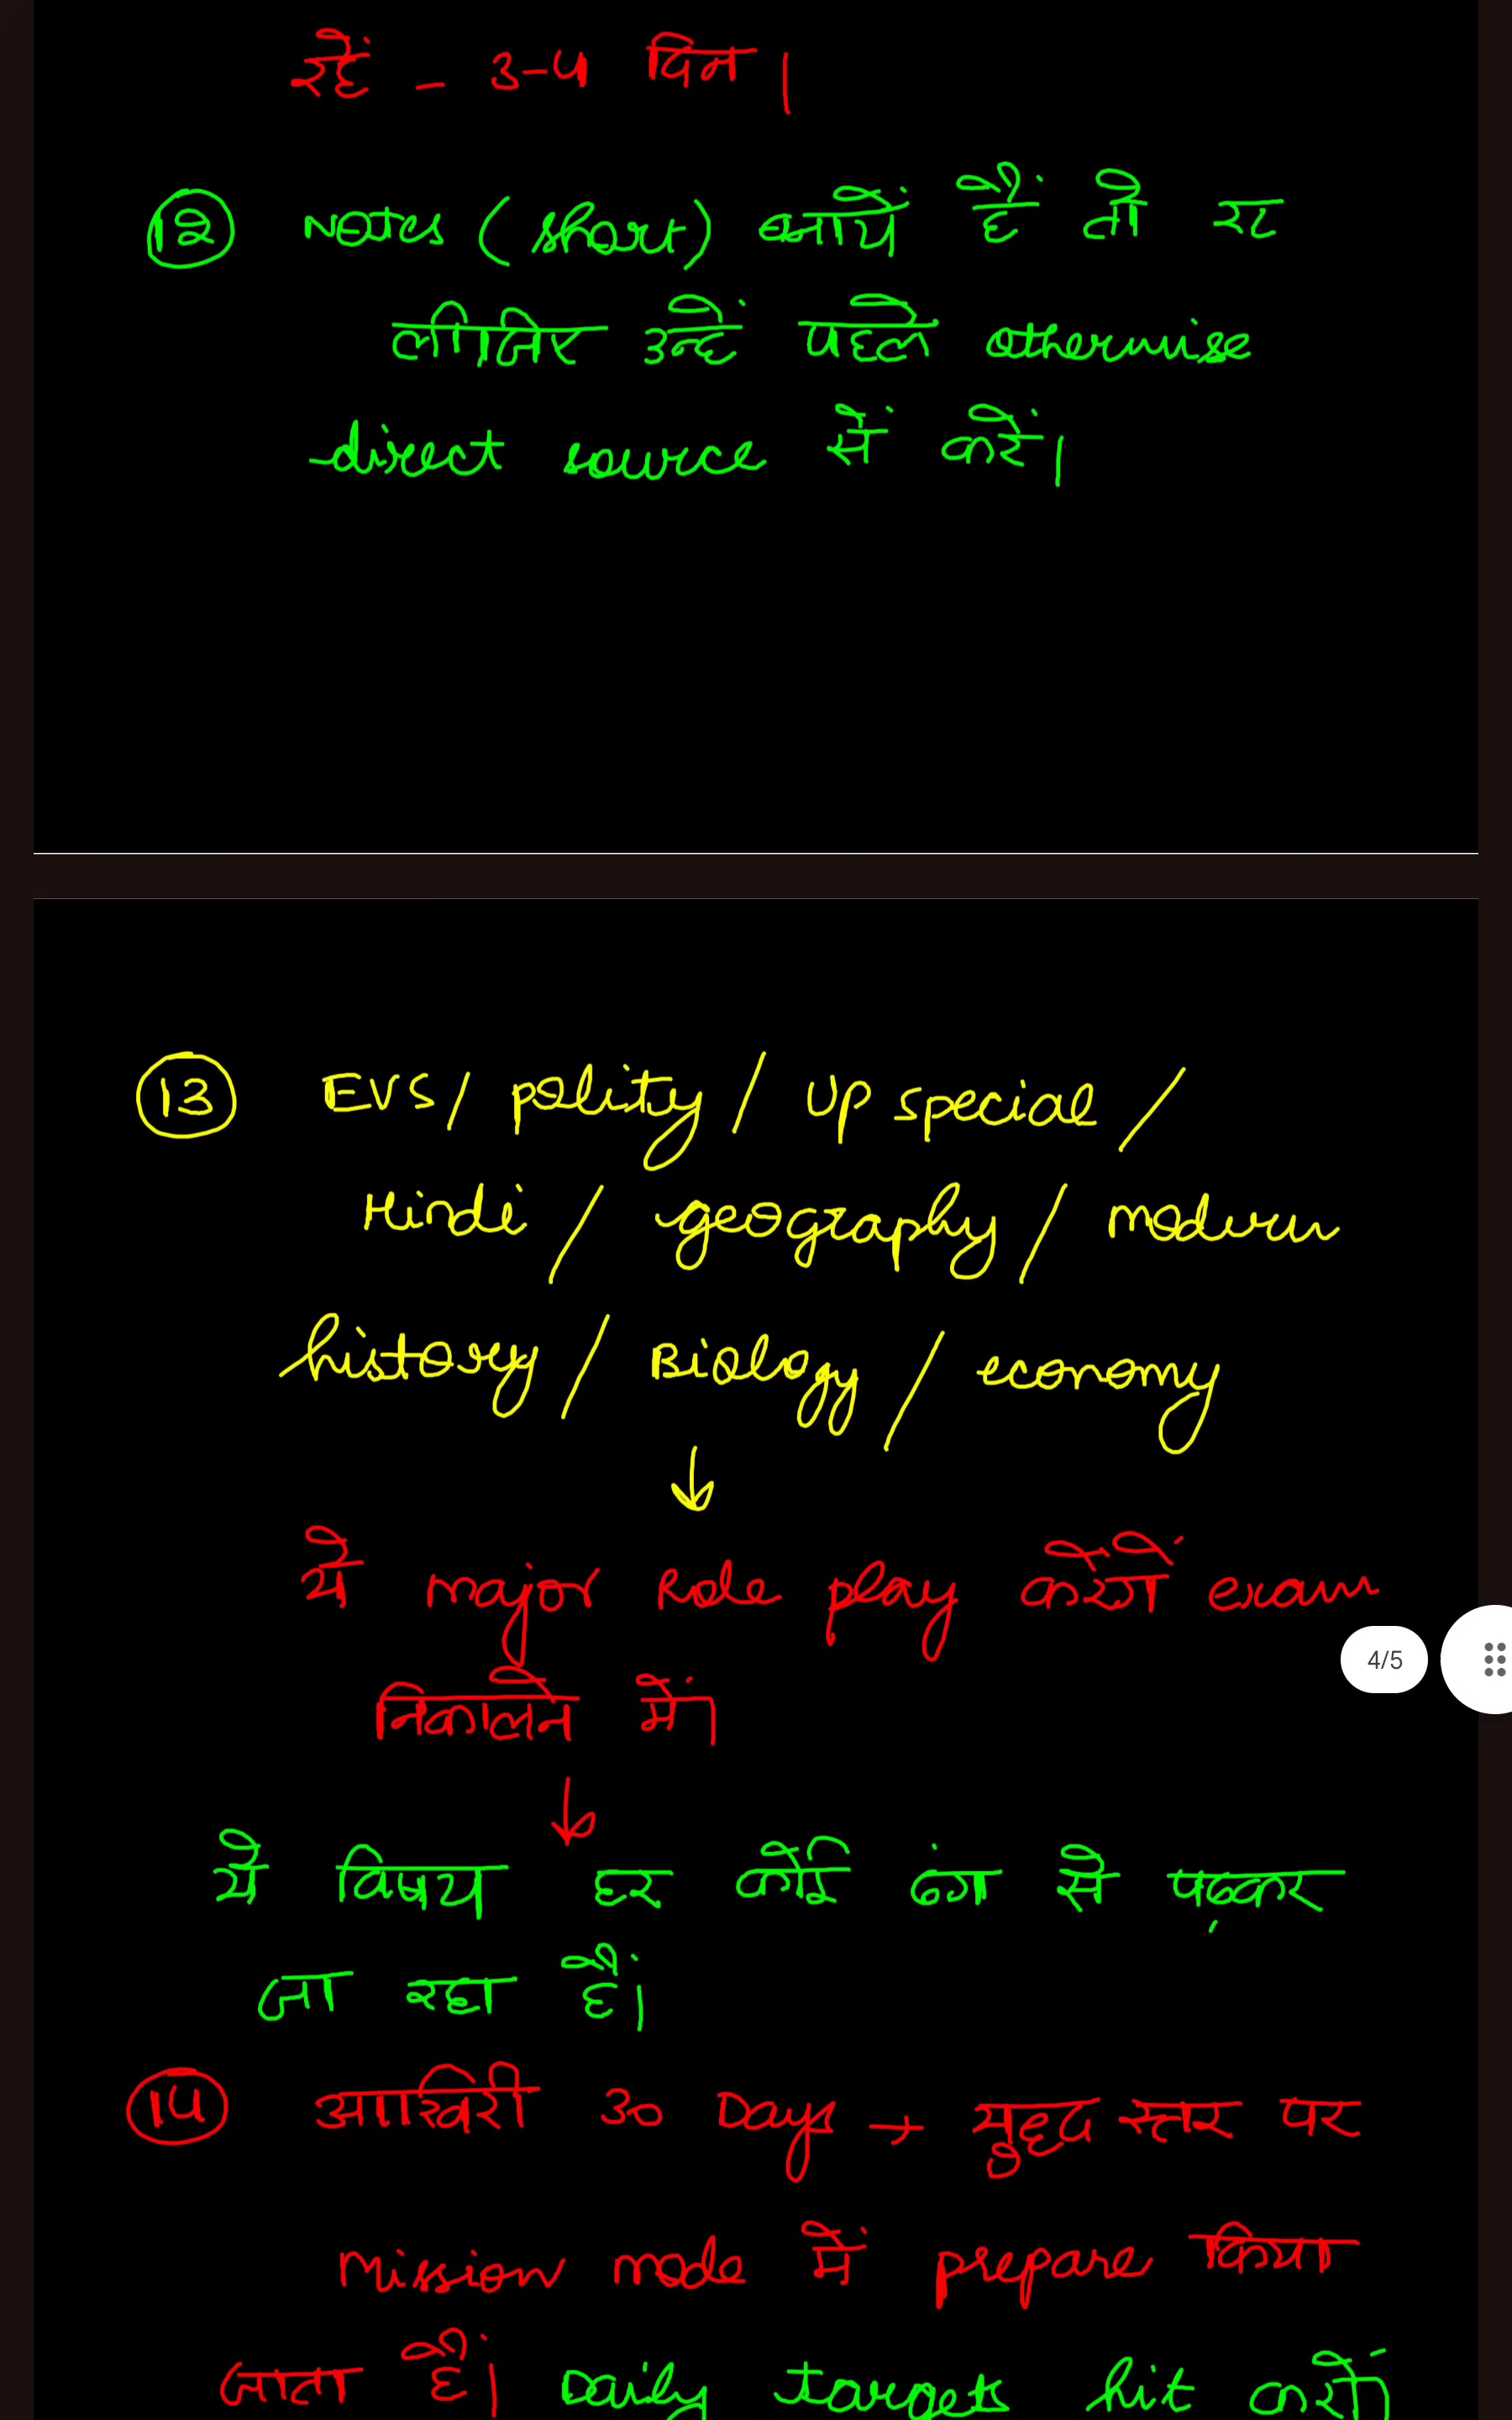 रहें - 3-4 दिन।
12 Notes (short) बनायें हैं तो रट
लीजिए उन्हें पहले otherwise
direct source सें करें।
13 EVS/ polity / UP special /
Hindi / geography / modern
history / Biology / economy
↓
ये major Role play करेगें exam
निकालने में।
↓
ये विषय हर कोई ढंग से पढ़कर
जा रहा हैं।
14 आखिरी 30 Days → युद्ध स्तर पर
Mission mode में prepare किया
जाता हैं। Daily targets hit करों
4/5